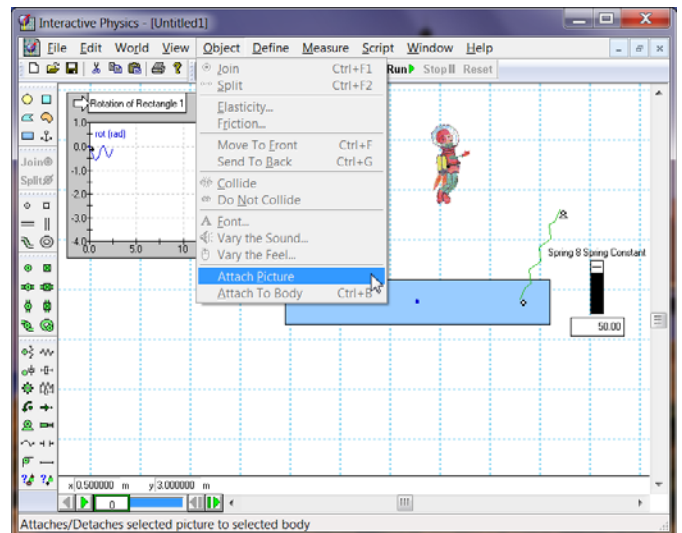 Interactive Physics - [Untitled1]
File Edit World View Object Define Measure Script Window Help
Run Stop Reset
Join Ctrl+F1
Split Ctrl+F2
Elasticity...
Friction...
Move To Front Ctrl+F
Send To Back Ctrl+G
Collide
Do Not Collide
Font...
Vary the Sound...
Vary the Feel...
Attach Picture
Attach To Body Ctrl+B
Rotation of Rectangle 1
rot (rad)
1.0
0.0
-1.0
-2.0
-3.0
-4.0
0.0 5.0 10
Join
Split
Spring 8 Spring Constant
50.00
x 0.500000 m y 3.000000 m
0
Attaches/Detaches selected picture to selected body